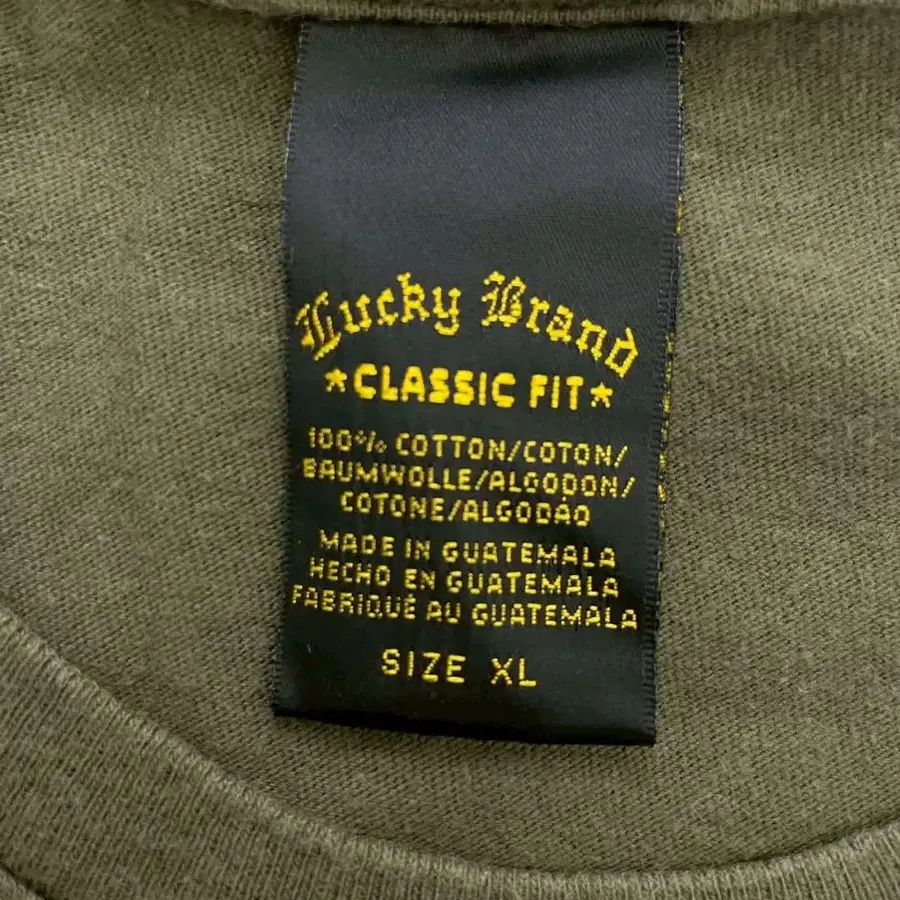 Lucky Brand
★CLASSIC FIT★
100% COTTON/COTON/
BAUMWOLLE/ALGODON/
COTONE/ALGODÃO
MADE IN GUATEMALA
HECHO EN GUATEMALA
FABRIQUÉ AU GUATEMALA
SIZE XL